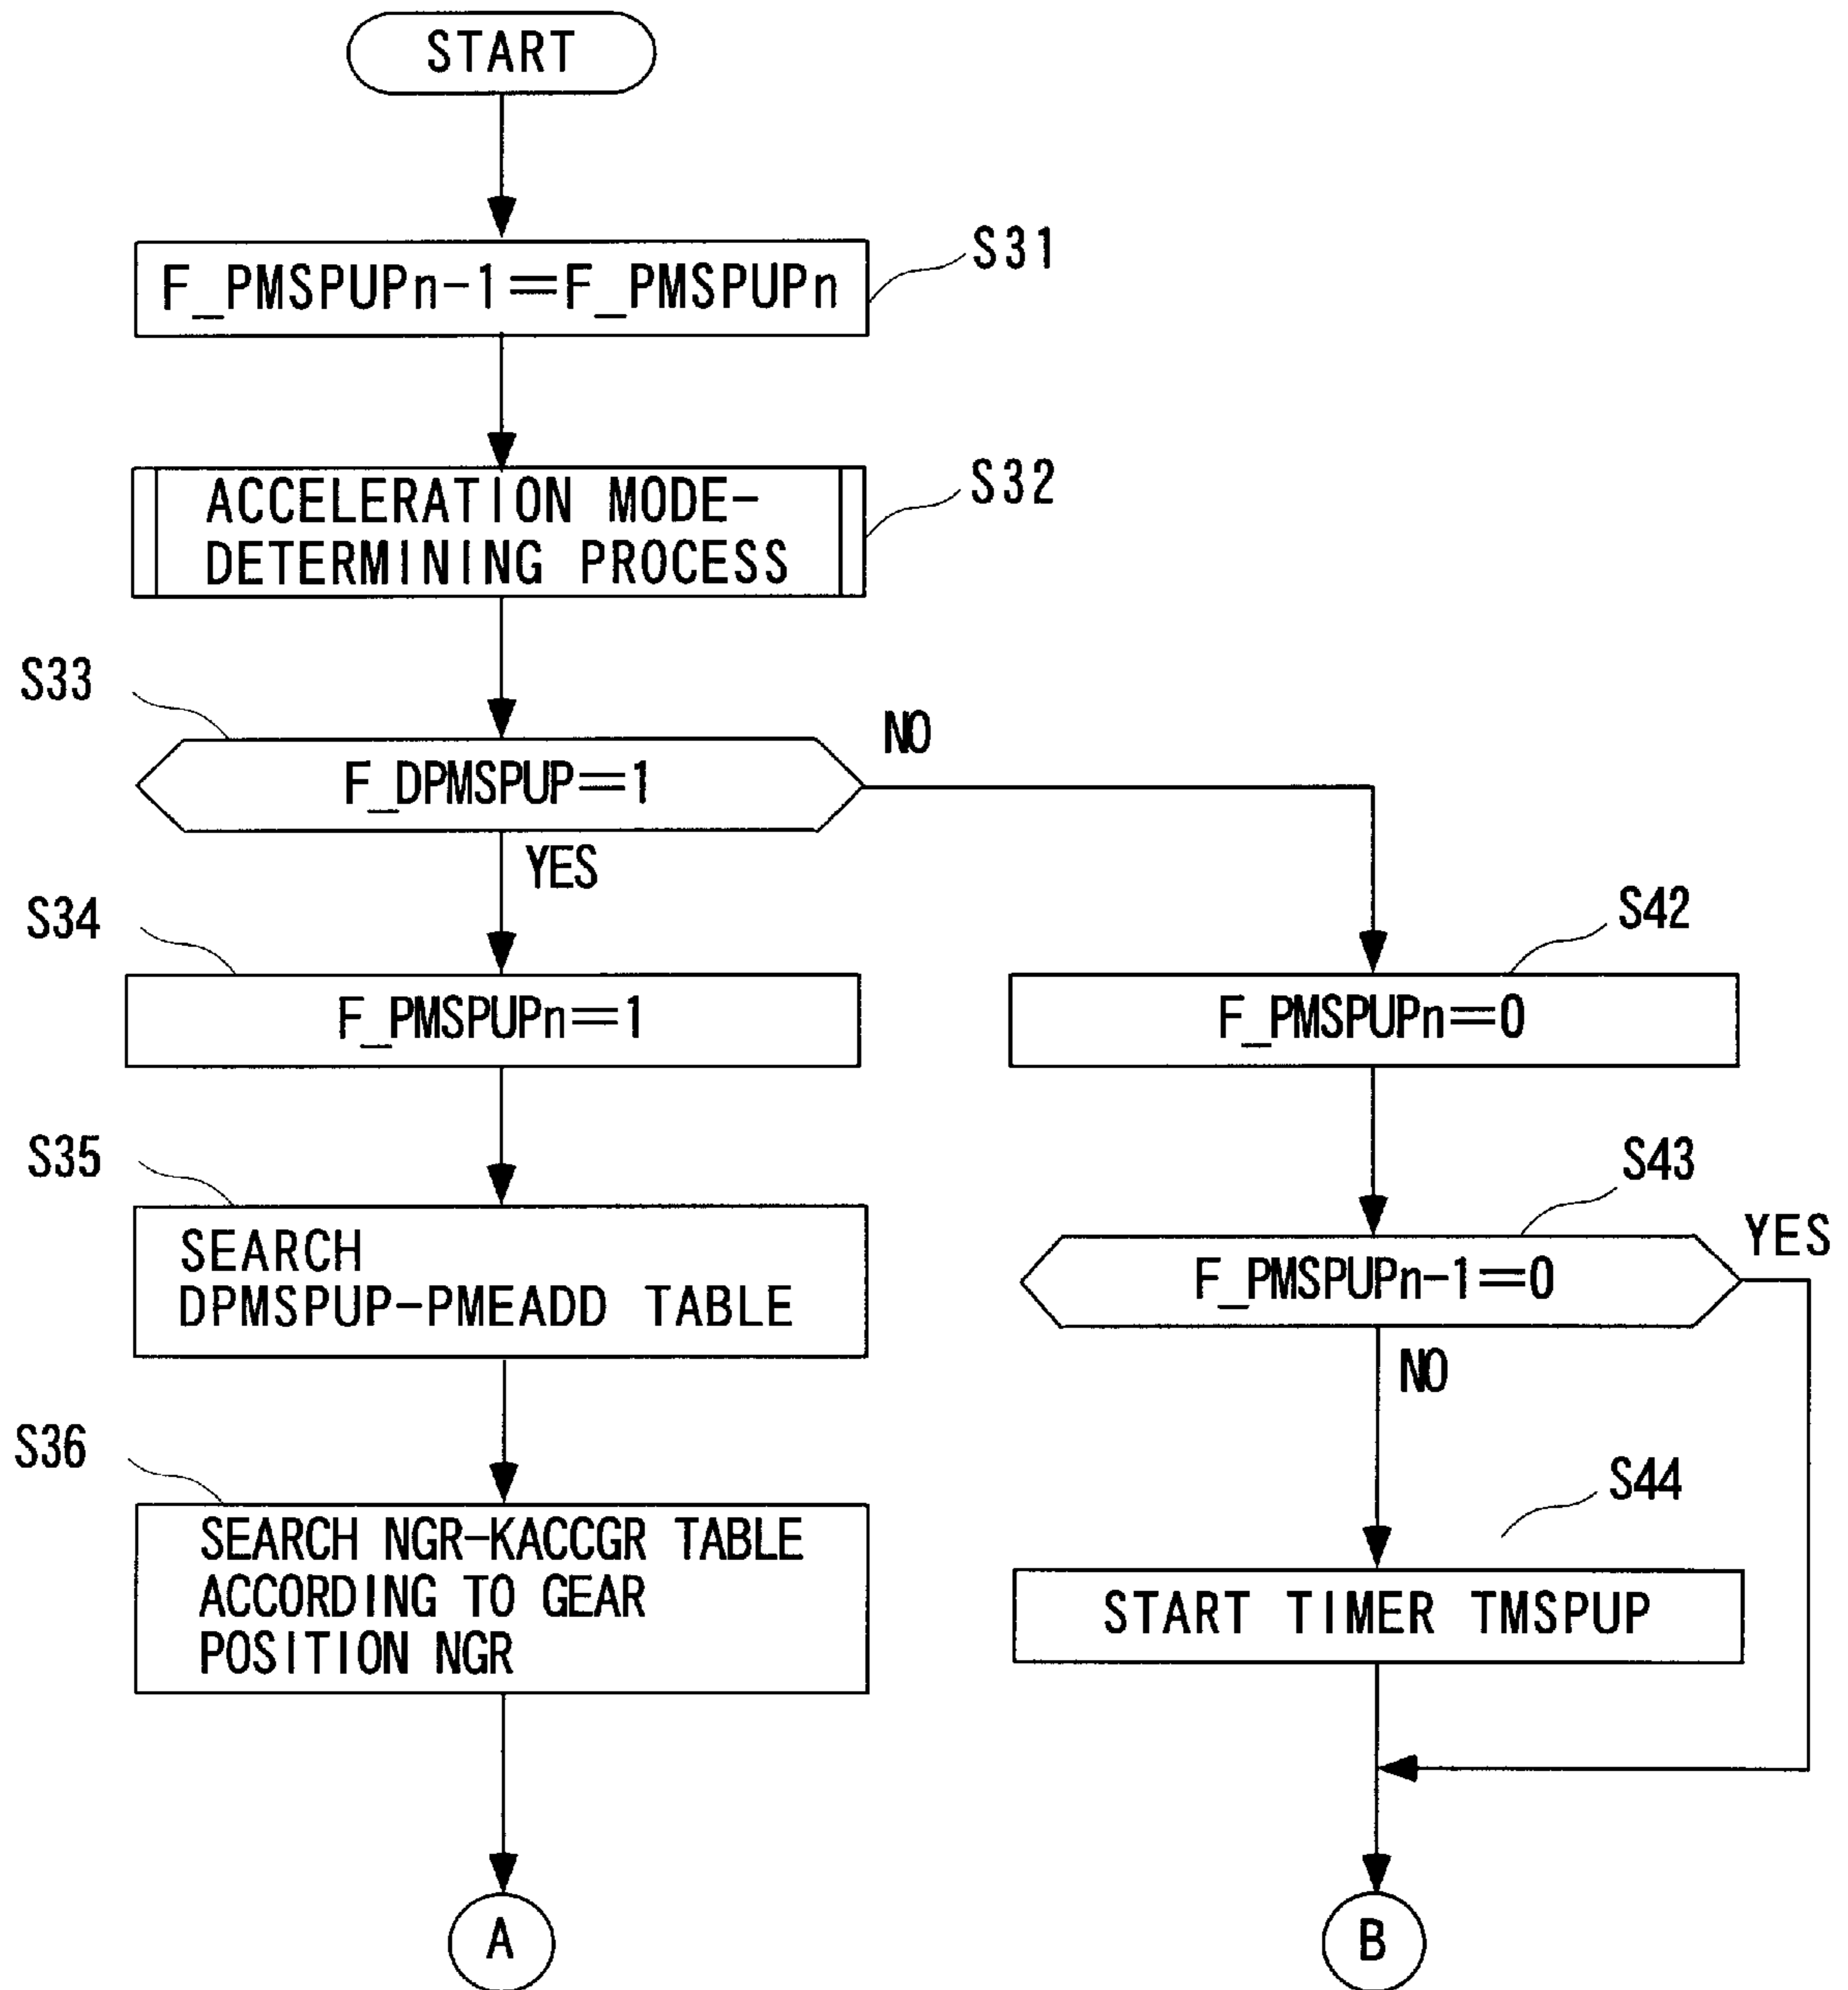 START
F_PMSPUPn-1=F_PMSPUPn
S31
ACCELERATION MODE-
DETERMINING PROCESS
S32
S33
F_DPMSPUP=1
NO
YES
S34
F_PMSPUPn=1
S42
F_PMSPUPn=0
S35
SEARCH
DPMSPUP-PMEADD TABLE
S43
F_PMSPUPn-1=0
YES
NO
S36
SEARCH NGR-KACCGR TABLE
ACCORDING TO GEAR
POSITION NGR
S44
START TIMER TMSPUP
A
B